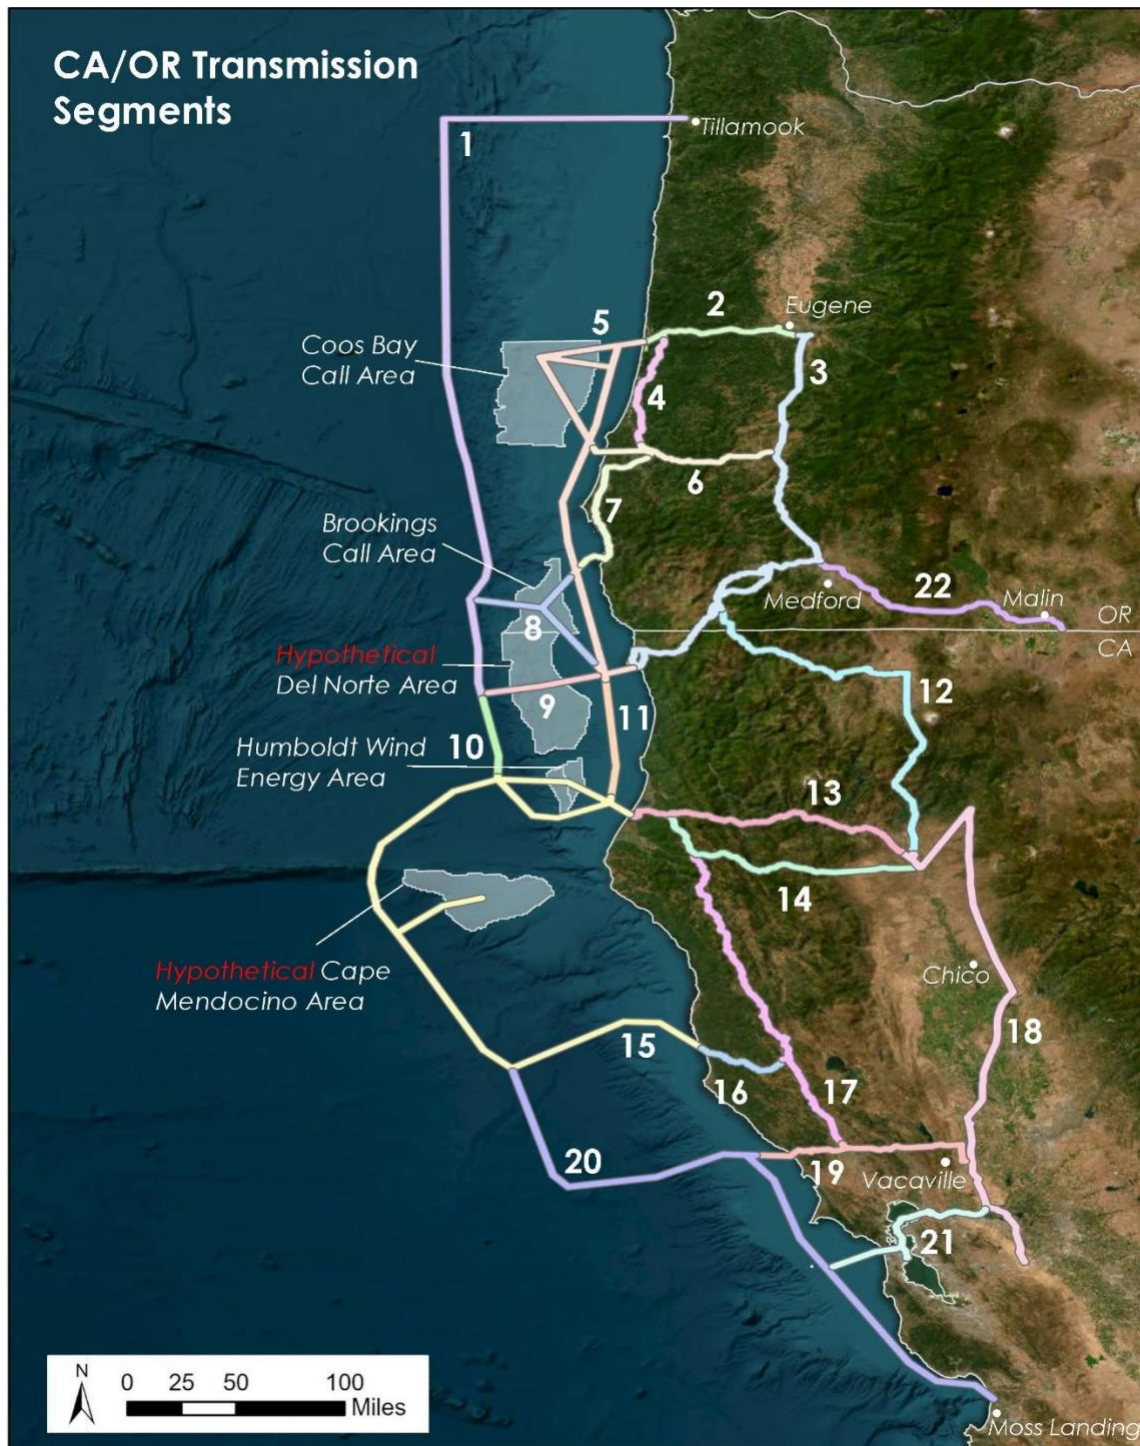 CA/OR Transmission
Segments
1
Tillamook
2
Eugene
5
Coos Bay
Call Area
3
4
6
7
Brookings
Call Area
Medford
22
Malin
OR
CA
8
Hypothetical
Del Norte Area
9
12
11
10
Humboldt Wind
Energy Area
13
14
Hypothetical Cape
Mendocino Area
Chico
18
15
16
17
20
19
Vacaville
21
N
0 25 50 100
Miles
Moss Landing